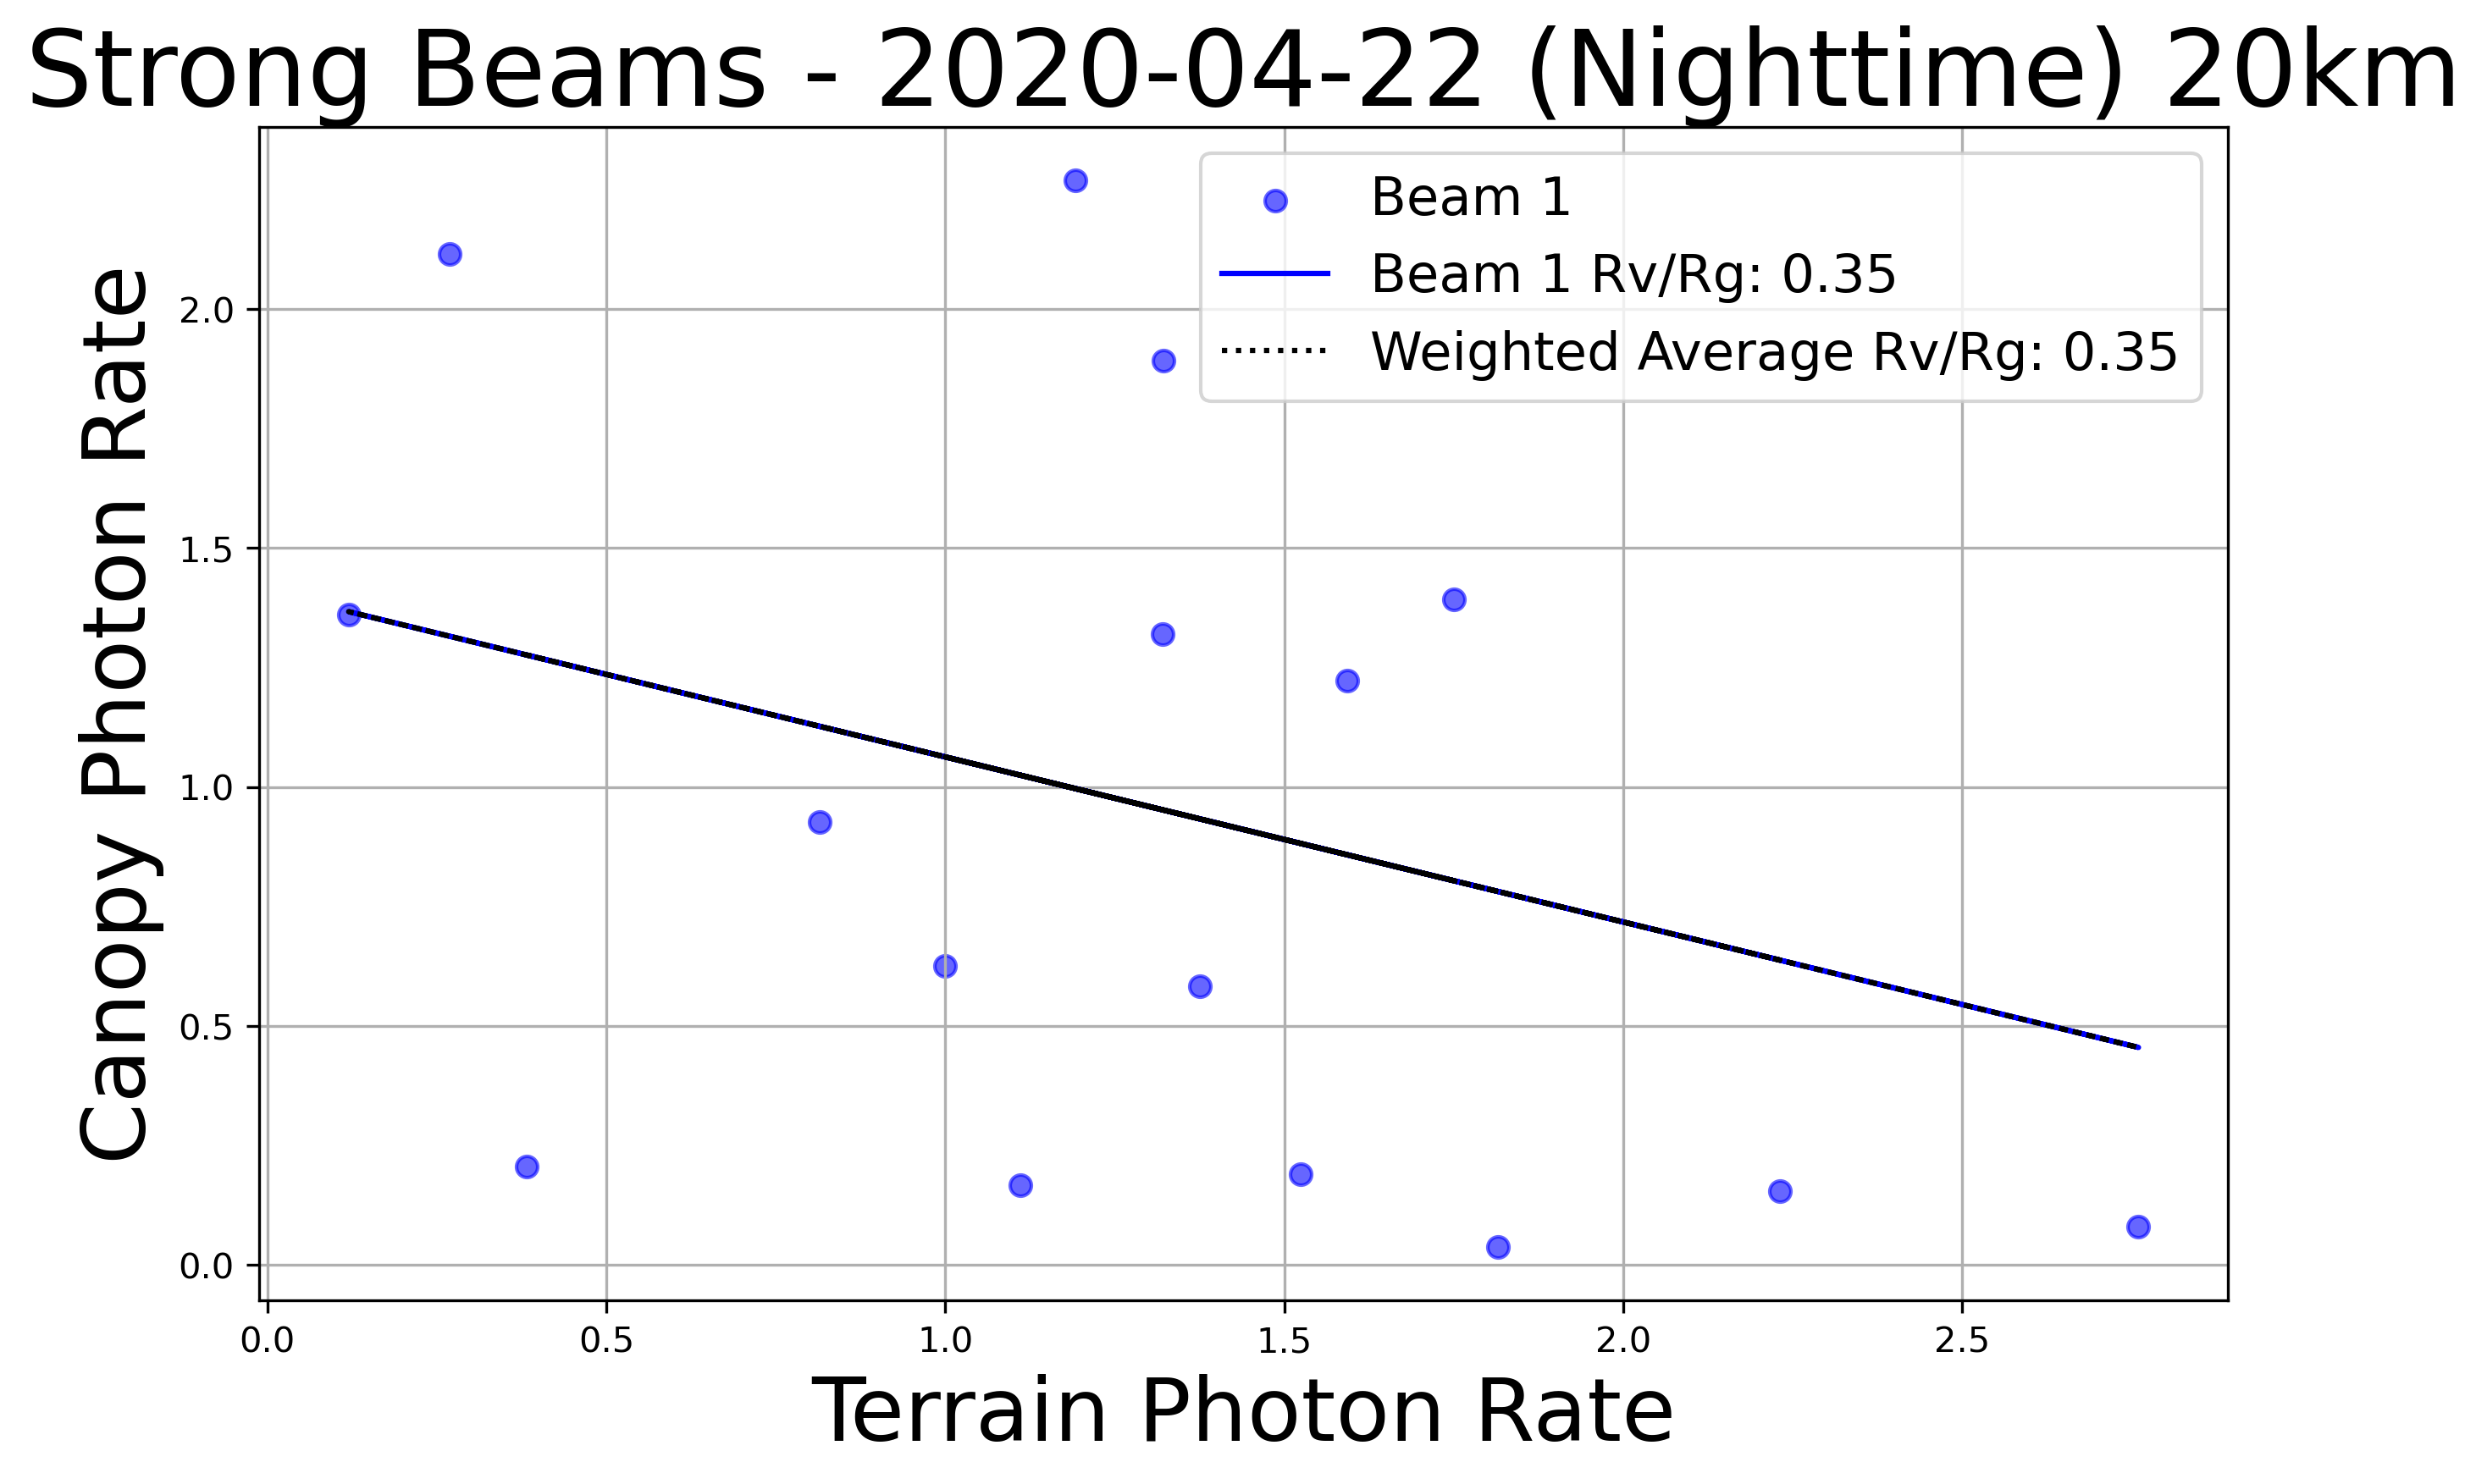 Strong Beams - 2020-04-22 (Nighttime) 20km
Beam 1
Beam 1 Rv/Rg: 0.35
Weighted Average Rv/Rg: 0.35
Canopy Photon Rate
2.0
1.5
1.0
0.5
0.0
0.0 0.5 1.0 1.5 2.0 2.5
Terrain Photon Rate